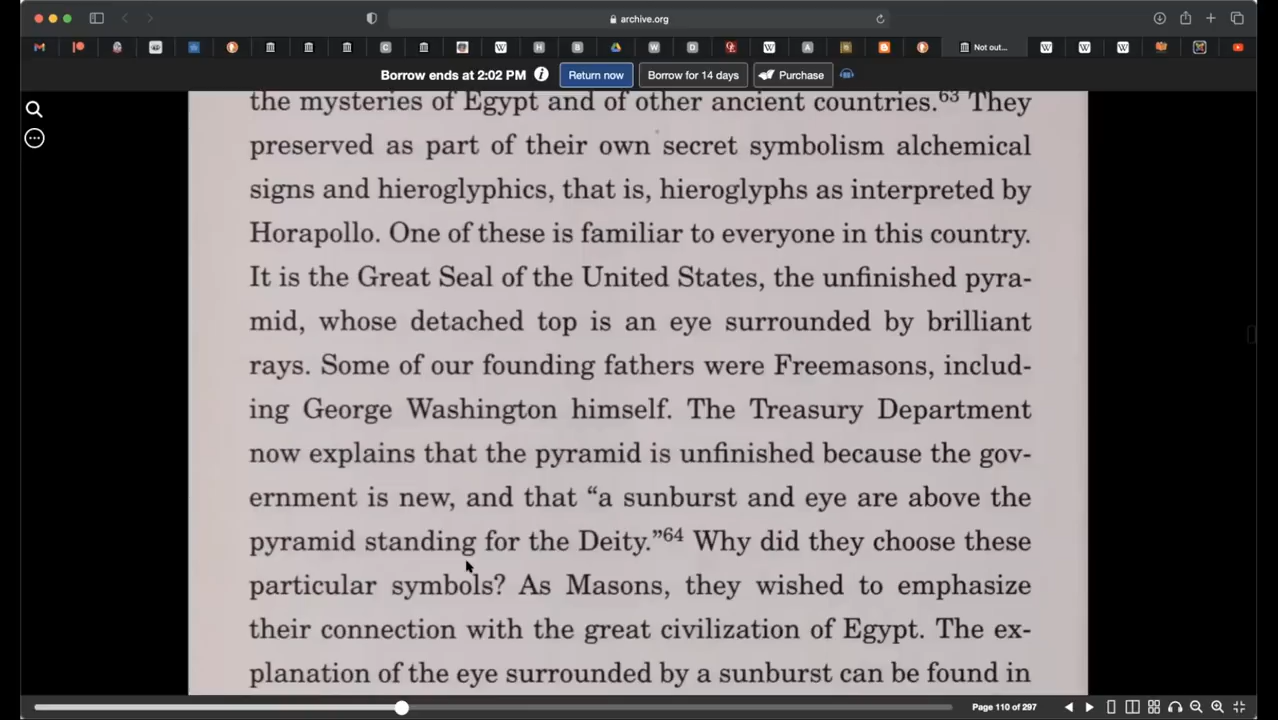 archive.org
Not out...
Borrow ends at 2:02 PM
Return now
Borrow for 14 days
Purchase
the mysteries of Egypt and of other ancient countries.63 They
preserved as part of their own secret symbolism alchemical
signs and hieroglyphics, that is, hieroglyphs as interpreted by
Horapollo. One of these is familiar to everyone in this country.
It is the Great Seal of the United States, the unfinished pyra-
mid, whose detached top is an eye surrounded by brilliant
rays. Some of our founding fathers were Freemasons, includ-
ing George Washington himself. The Treasury Department
now explains that the pyramid is unfinished because the gov-
ernment is new, and that “a sunburst and eye are above the
pyramid standing for the Deity.”64 Why did they choose these
particular symbols? As Masons, they wished to emphasize
their connection with the great civilization of Egypt. The ex-
planation of the eye surrounded by a sunburst can be found in
Page 110 of 297